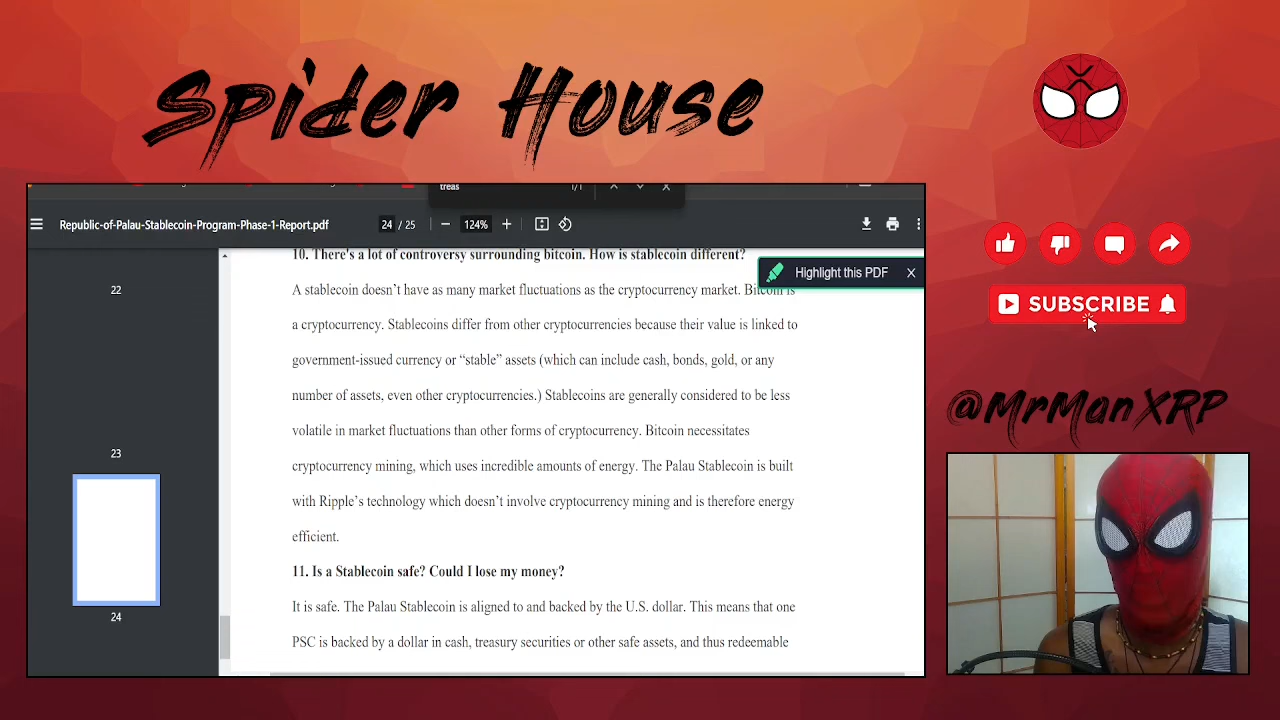 Spider House
treas 1/1
Republic-of-Palau-Stablecoin-Program-Phase-1-Report.pdf 24 / 25 124%
Highlight this PDF
22
23
24
10. There's a lot of controversy surrounding bitcoin. How is stablecoin different?
A stablecoin doesn’t have as many market fluctuations as the cryptocurrency market. Bitcoin is
a cryptocurrency. Stablecoins differ from other cryptocurrencies because their value is linked to
government-issued currency or “stable” assets (which can include cash, bonds, gold, or any
number of assets, even other cryptocurrencies.) Stablecoins are generally considered to be less
volatile in market fluctuations than other forms of cryptocurrency. Bitcoin necessitates
cryptocurrency mining, which uses incredible amounts of energy. The Palau Stablecoin is built
with Ripple’s technology which doesn’t involve cryptocurrency mining and is therefore energy
efficient.
11. Is a Stablecoin safe? Could I lose my money?
It is safe. The Palau Stablecoin is aligned to and backed by the U.S. dollar. This means that one
PSC is backed by a dollar in cash, treasury securities or other safe assets, and thus redeemable
SUBSCRIBE
@MrManXRP